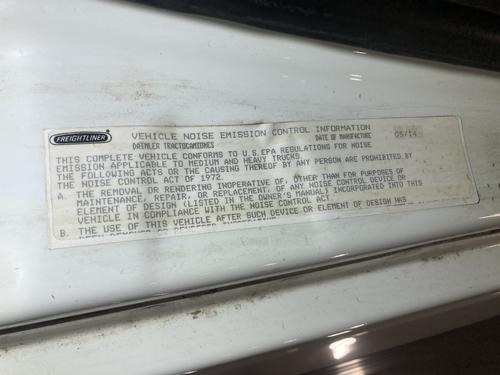 FREIGHTLINER
VEHICLE NOISE EMISSION CONTROL INFORMATION
DAIMLER TRACTOCAMIONES DATE OF MANUFACTURE 05/14
THIS COMPLETE VEHICLE CONFORMS TO U.S.EPA REGULATIONS FOR NOISE
EMISSION APPLICABLE TO MEDIUM AND HEAVY TRUCKS.
THE FOLLOWING ACTS OR THE CAUSING THEREOF BY ANY PERSON ARE PROHIBITED BY
THE NOISE CONTROL ACT OF 1972.
A. THE REMOVAL OR RENDERING INOPERATIVE OF, OTHER THAN FOR PURPOSES OF
MAINTENANCE, REPAIR, OR REPLACEMENT, OF ANY NOISE CONTROL DEVICE OR
ELEMENT OF DESIGN (LISTED IN THE OWNER'S MANUAL) INCORPORATED INTO THIS
VEHICLE IN COMPLIANCE WITH THE NOISE CONTROL ACT.
B. THE USE OF THIS VEHICLE AFTER SUCH DEVICE OR ELEMENT OF DESIGN HAS